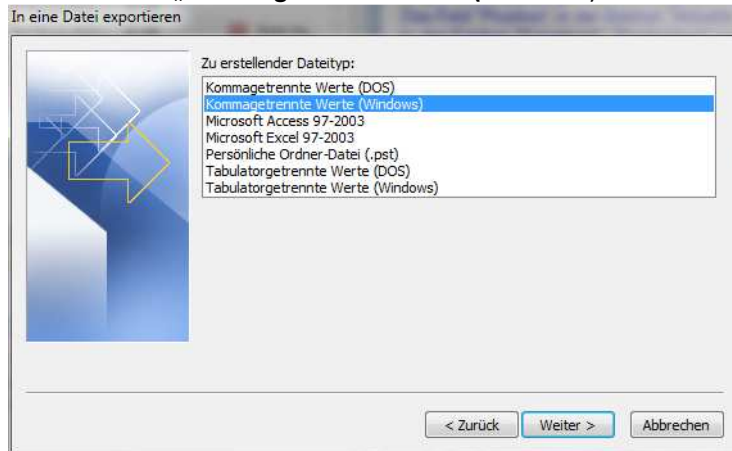 In eine Datei exportieren
Zu erstellender Dateityp:
Kommagetrennte Werte (DOS)
Kommagetrennte Werte (Windows)
Microsoft Access 97-2003
Microsoft Excel 97-2003
Persönliche Ordner-Datei (.pst)
Tabulatorgetrennte Werte (DOS)
Tabulatorgetrennte Werte (Windows)
< Zurück Weiter > Abbrechen